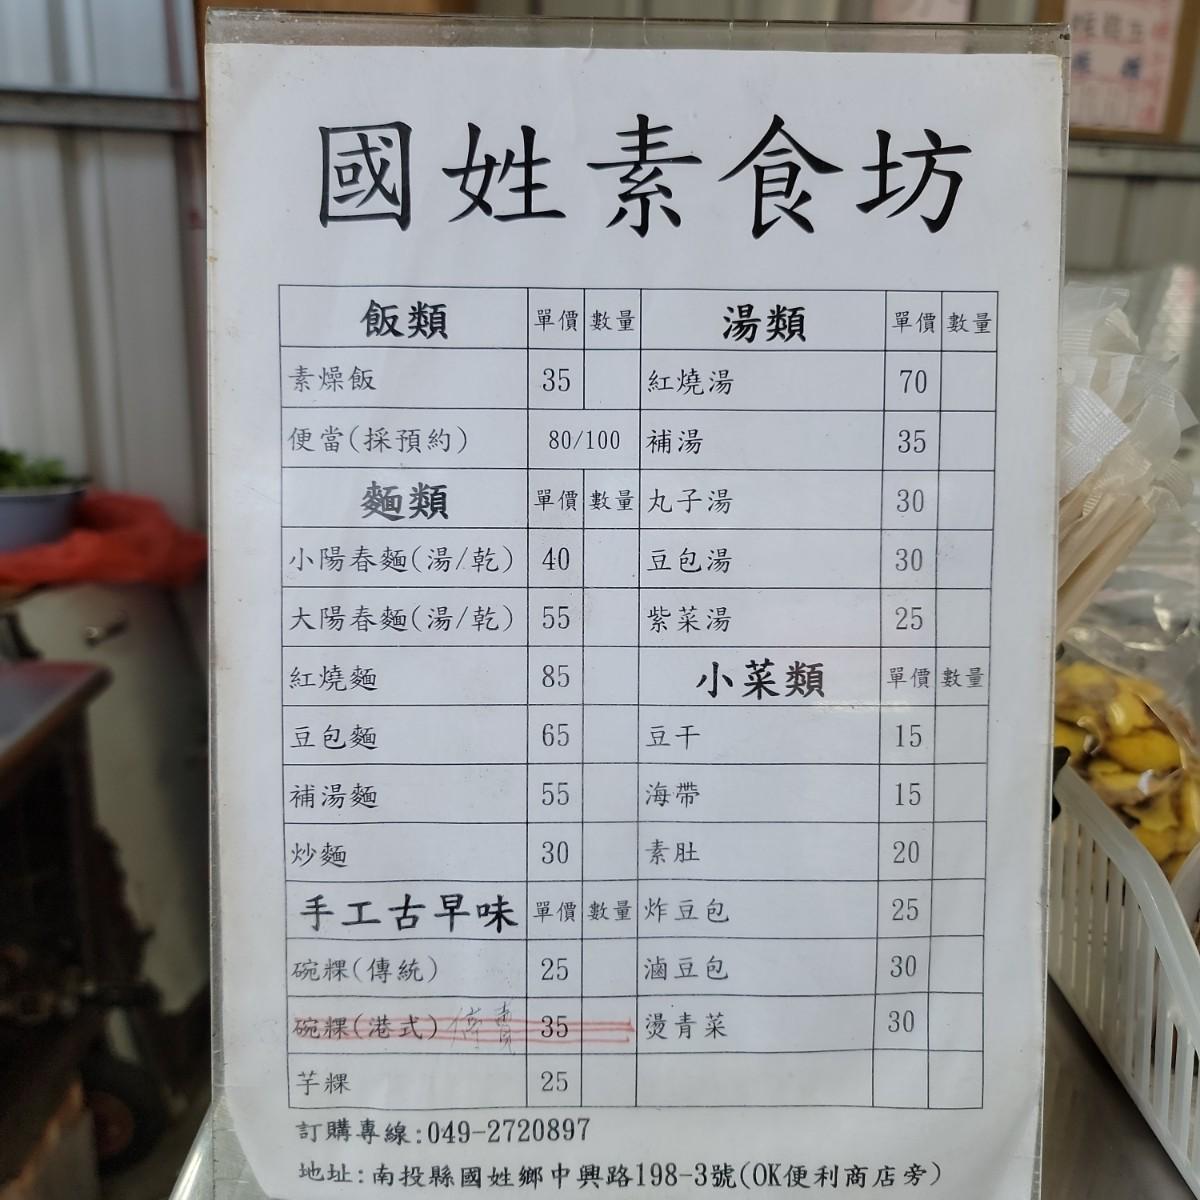 國姓素食坊
飯類 單價 數量 湯類 單價 數量
素燥飯 35 紅燒湯 70
便當(採預約) 80/100 補湯 35
麵類 單價 數量 丸子湯 30
小陽春麵(湯/乾) 40 豆包湯 30
大陽春麵(湯/乾) 55 紫菜湯 25
紅燒麵 85 小菜類 單價 數量
豆包麵 65 豆干 15
補湯麵 55 海帶 15
炒麵 30 素肚 20
手工古早味 單價 數量 炸豆包 25
碗粿(傳統) 25 滷豆包 30
碗粿(港式) 停賣 35 燙青菜 30
芋粿 25
訂購專線:049-2720897
地址:南投縣國姓鄉中興路198-3號(OK便利商店旁)